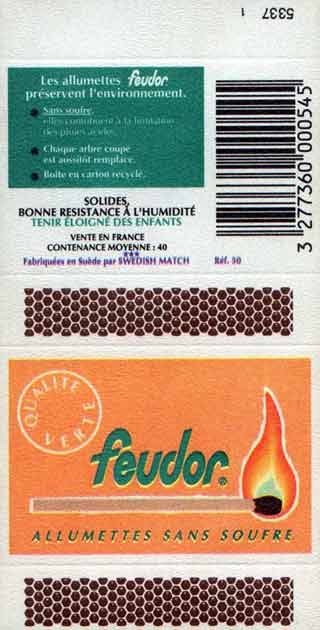 5337 1
Les allumettes feudor
préservent l'environnement.
Sans soufre,
elles contribuent à la limitation
des pluies acides.
Chaque arbre coupé
est aussitôt remplacé.
Boîte en carton recyclé.
SOLIDES,
BONNE RESISTANCE À L'HUMIDITÉ
TENIR ÉLOIGNÉ DES ENFANTS
VENTE EN FRANCE
CONTENANCE MOYENNE : 40
***
Fabriquées en Suède par SWEDISH MATCH Réf. 50
3 277360 000545
QUALITE VERTE
feudor®
ALLUMETTES SANS SOUFRE